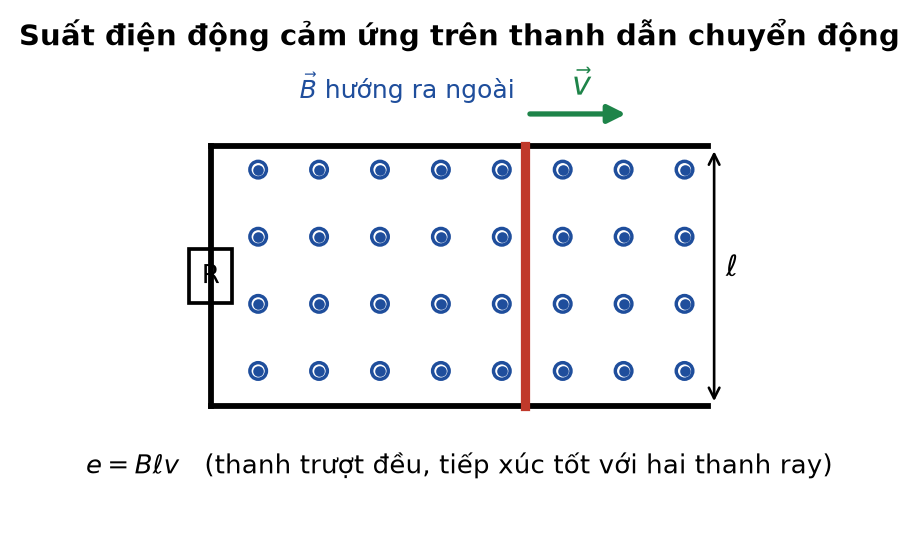 Suất điện động cảm ứng trên thanh dẫn chuyển động
B⃗ hướng ra ngoài
v⃗
R
ℓ
e = Bℓv (thanh trượt đều, tiếp xúc tốt với hai thanh ray)